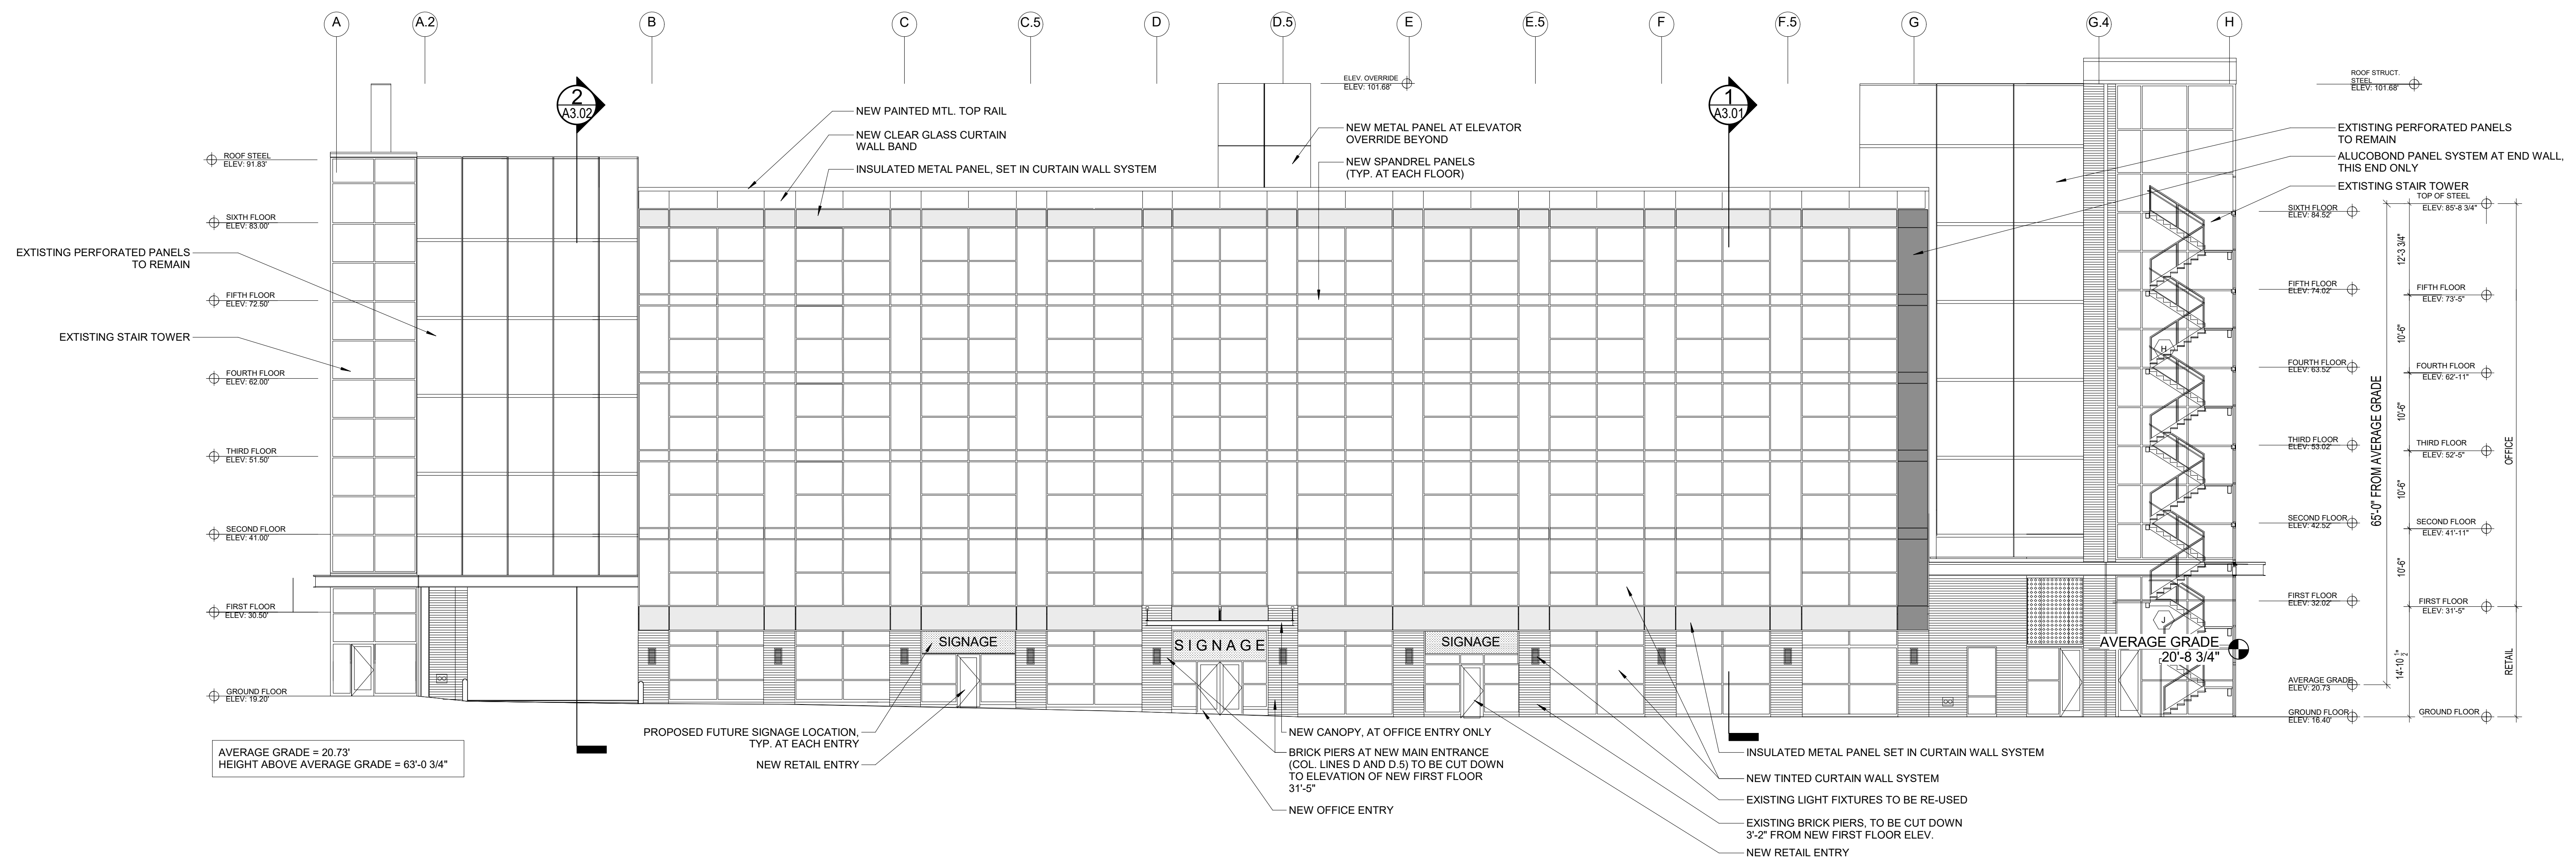 A
A.2
B
C
C.5
D
D.5
E
E.5
F
F.5
G
G.4
H
2
A3.02
1
A3.01
ELEV. OVERRIDE
ELEV: 101.68'
ROOF STRUCT.
STEEL
ELEV: 101.68'
NEW PAINTED MTL. TOP RAIL
NEW CLEAR GLASS CURTAIN
WALL BAND
INSULATED METAL PANEL, SET IN CURTAIN WALL SYSTEM
NEW METAL PANEL AT ELEVATOR
OVERRIDE BEYOND
NEW SPANDREL PANELS
(TYP. AT EACH FLOOR)
EXTISTING PERFORATED PANELS
TO REMAIN
ALUCOBOND PANEL SYSTEM AT END WALL,
THIS END ONLY
EXTISTING STAIR TOWER
ROOF STEEL
ELEV: 91.83'
SIXTH FLOOR
ELEV: 83.00'
FIFTH FLOOR
ELEV: 72.50'
FOURTH FLOOR
ELEV: 62.00'
THIRD FLOOR
ELEV: 51.50'
SECOND FLOOR
ELEV: 41.00'
FIRST FLOOR
ELEV: 30.50'
GROUND FLOOR
ELEV: 19.20'
EXTISTING PERFORATED PANELS
TO REMAIN
EXTISTING STAIR TOWER
SIXTH FLOOR
ELEV: 84.52'
FIFTH FLOOR
ELEV: 74.02'
FOURTH FLOOR
ELEV: 63.52'
THIRD FLOOR
ELEV: 53.02'
SECOND FLOOR
ELEV: 42.52'
FIRST FLOOR
ELEV: 32.02'
AVERAGE GRADE
ELEV: 20.73
GROUND FLOOR
ELEV: 16.40'
TOP OF STEEL
ELEV: 85'-8 3/4"
FIFTH FLOOR
ELEV: 73'-5"
FOURTH FLOOR
ELEV: 62'-11"
THIRD FLOOR
ELEV: 52'-5"
SECOND FLOOR
ELEV: 41'-11"
FIRST FLOOR
ELEV: 31'-5"
GROUND FLOOR
12'-3 3/4"
10'-6"
10'-6"
10'-6"
10'-6"
14'-10 1/2"
65'-0" FROM AVERAGE GRADE
OFFICE
RETAIL
H
J
AVERAGE GRADE
20'-8 3/4"
SIGNAGE
SIGNAGE
SIGNAGE
AVERAGE GRADE = 20.73'
HEIGHT ABOVE AVERAGE GRADE = 63'-0 3/4"
PROPOSED FUTURE SIGNAGE LOCATION,
TYP. AT EACH ENTRY
NEW RETAIL ENTRY
NEW CANOPY, AT OFFICE ENTRY ONLY
BRICK PIERS AT NEW MAIN ENTRANCE
(COL. LINES D AND D.5) TO BE CUT DOWN
TO ELEVATION OF NEW FIRST FLOOR
31'-5"
NEW OFFICE ENTRY
INSULATED METAL PANEL SET IN CURTAIN WALL SYSTEM
NEW TINTED CURTAIN WALL SYSTEM
EXISTING LIGHT FIXTURES TO BE RE-USED
EXISTING BRICK PIERS, TO BE CUT DOWN
3'-2" FROM NEW FIRST FLOOR ELEV.
NEW RETAIL ENTRY